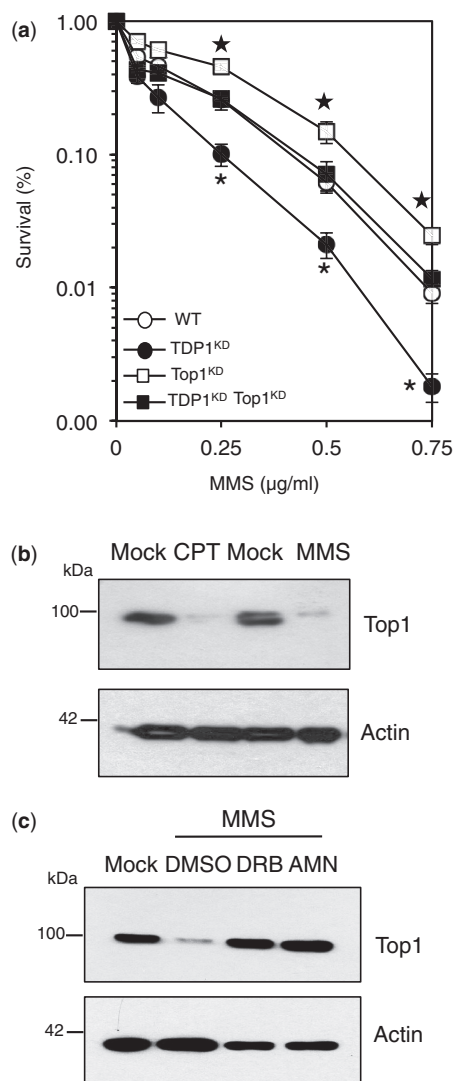 (a)
1.00
0.10
0.01
0.00
Survival (%)
WT
TDP1KD
Top1KD
TDP1KD Top1KD
0 0.25 0.5 0.75
MMS (µg/ml)
(b)
Mock CPT Mock MMS
kDa
100
Top1
42
Actin
(c)
MMS
Mock DMSO DRB AMN
kDa
100
Top1
42
Actin